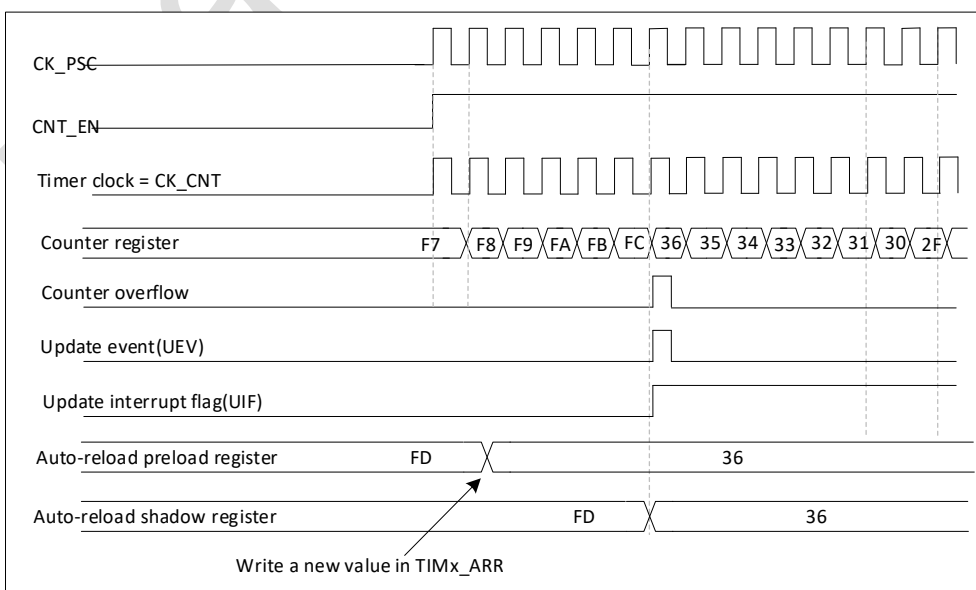 CK_PSC
CNT_EN
Timer clock = CK_CNT
Counter register F7 F8 F9 FA FB FC 36 35 34 33 32 31 30 2F
Counter overflow
Update event(UEV)
Update interrupt flag(UIF)
Auto-reload preload register FD 36
Auto-reload shadow register FD 36
Write a new value in TIMx_ARR